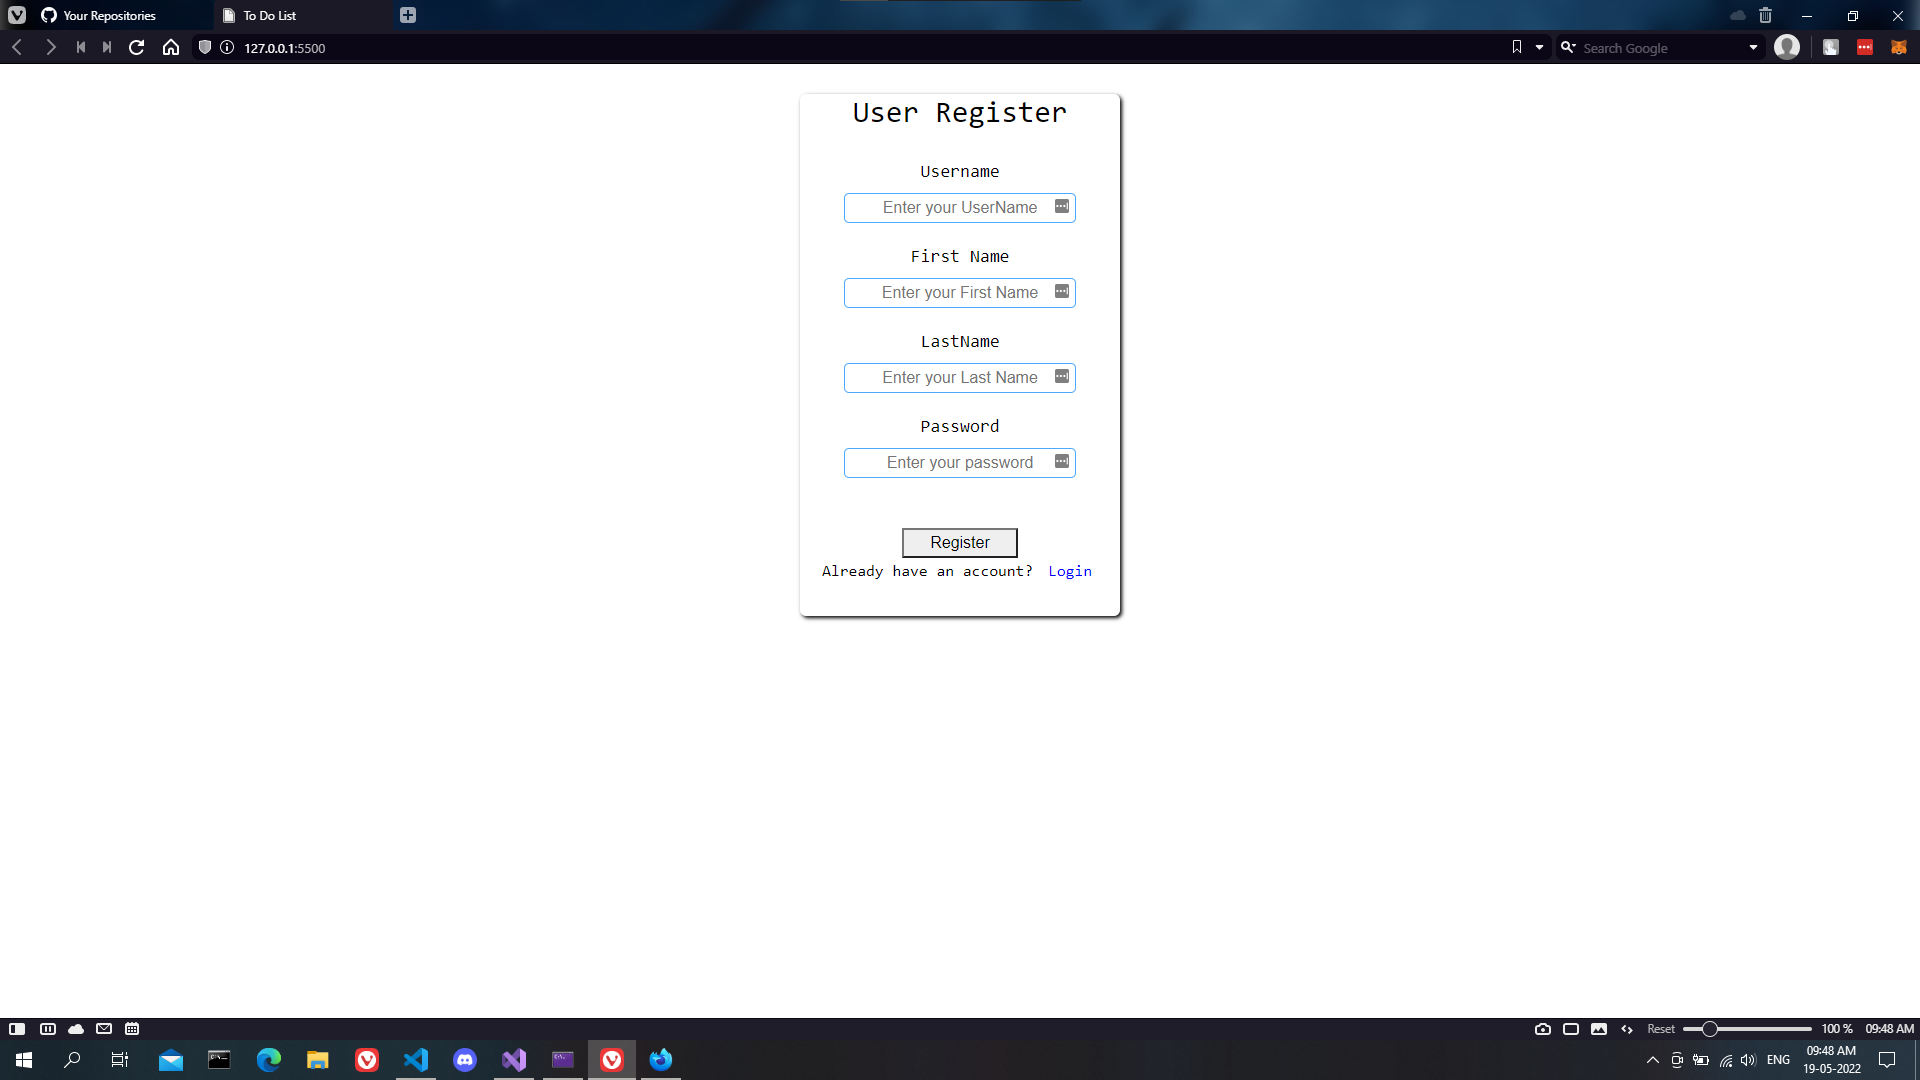 Your Repositories
To Do List
127.0.0.1:5500
Search Google
User Register
Username
Enter your UserName
First Name
Enter your First Name
LastName
Enter your Last Name
Password
Enter your password
Register
Already have an account? Login
Reset
100 %
09:48 AM
ENG
09:48 AM
19-05-2022